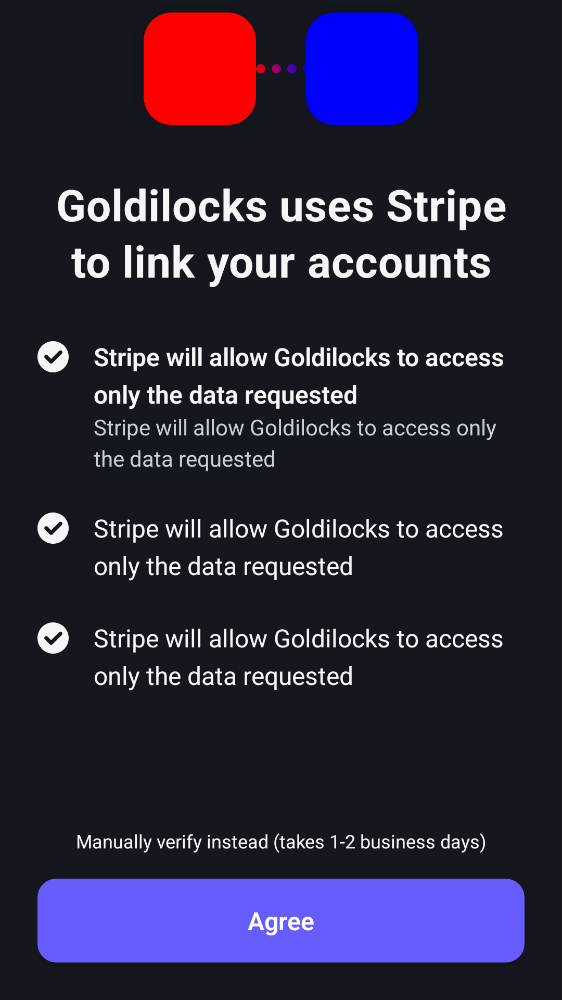 Goldilocks uses Stripe
to link your accounts
Stripe will allow Goldilocks to access
only the data requested
Stripe will allow Goldilocks to access only
the data requested
Stripe will allow Goldilocks to access
only the data requested
Stripe will allow Goldilocks to access
only the data requested
Manually verify instead (takes 1-2 business days)
Agree